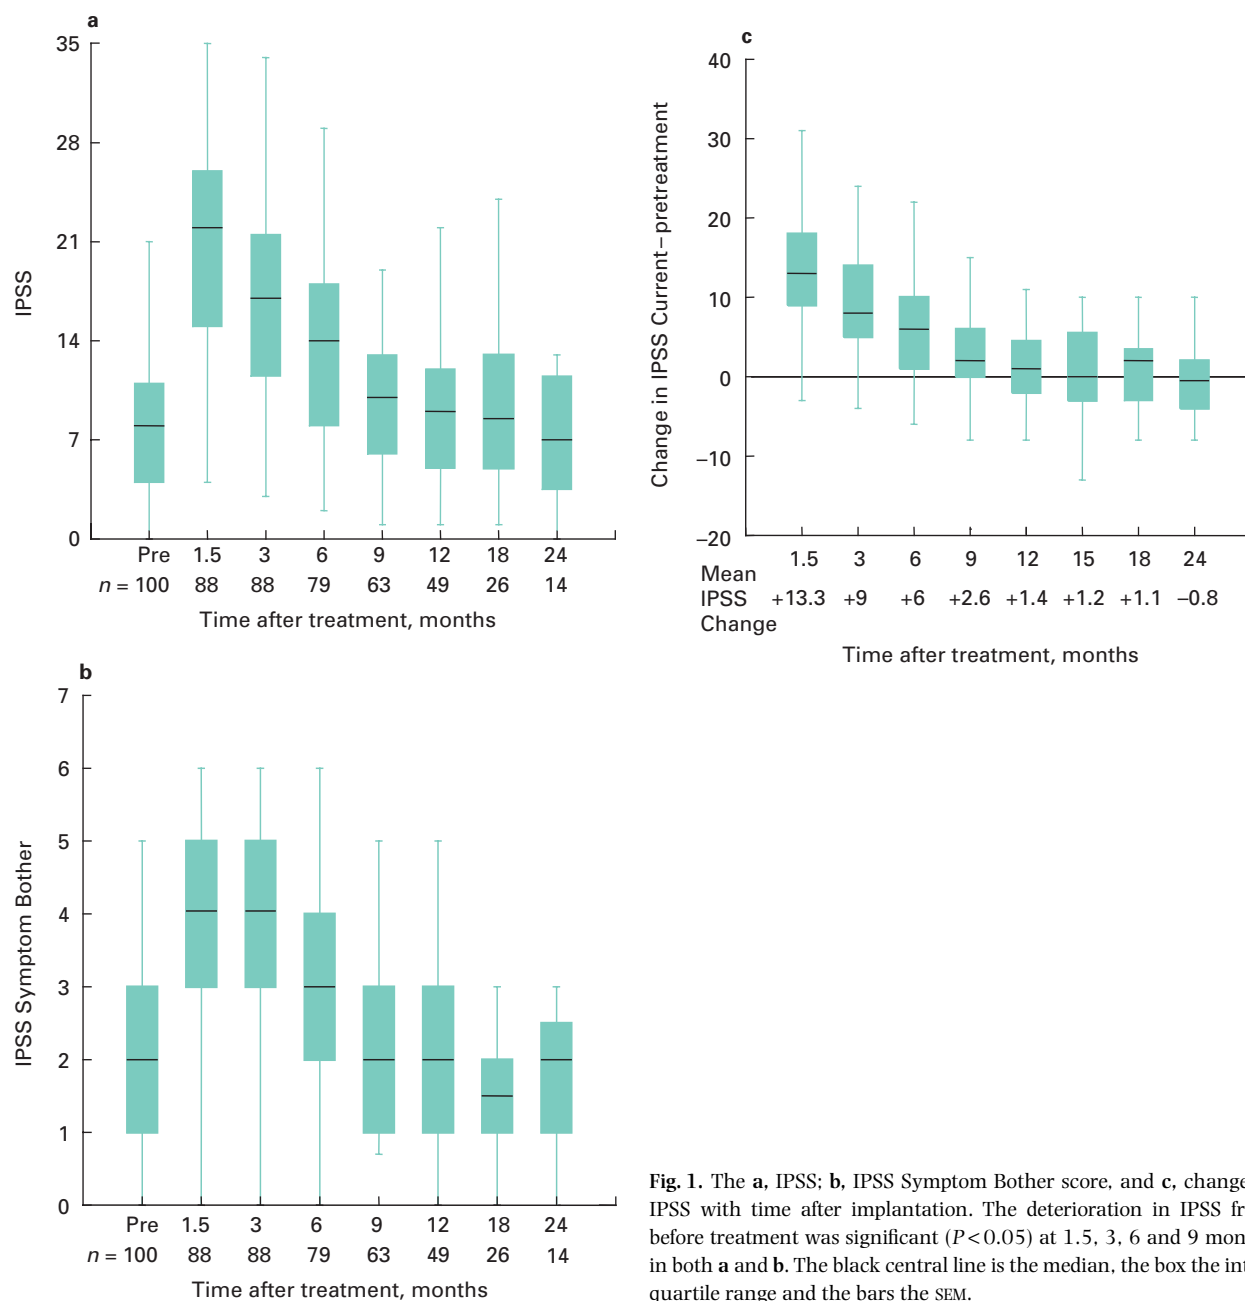 a
35
28
21
14
7
0
IPSS
Pre 1.5 3 6 9 12 18 24
n = 100 88 88 79 63 49 26 14
Time after treatment, months
c
40
30
20
10
0
–10
–20
Change in IPSS Current – pretreatment
1.5 3 6 9 12 15 18 24
Mean
IPSS +13.3 +9 +6 +2.6 +1.4 +1.2 +1.1 –0.8
Change
Time after treatment, months
b
7
6
5
4
3
2
1
0
IPSS Symptom Bother
Pre 1.5 3 6 9 12 18 24
n = 100 88 88 79 63 49 26 14
Time after treatment, months
Fig. 1. The a, IPSS; b, IPSS Symptom Bother score, and c, change
IPSS with time after implantation. The deterioration in IPSS fr
before treatment was significant (P < 0.05) at 1.5, 3, 6 and 9 mon
in both a and b. The black central line is the median, the box the int
quartile range and the bars the SEM.